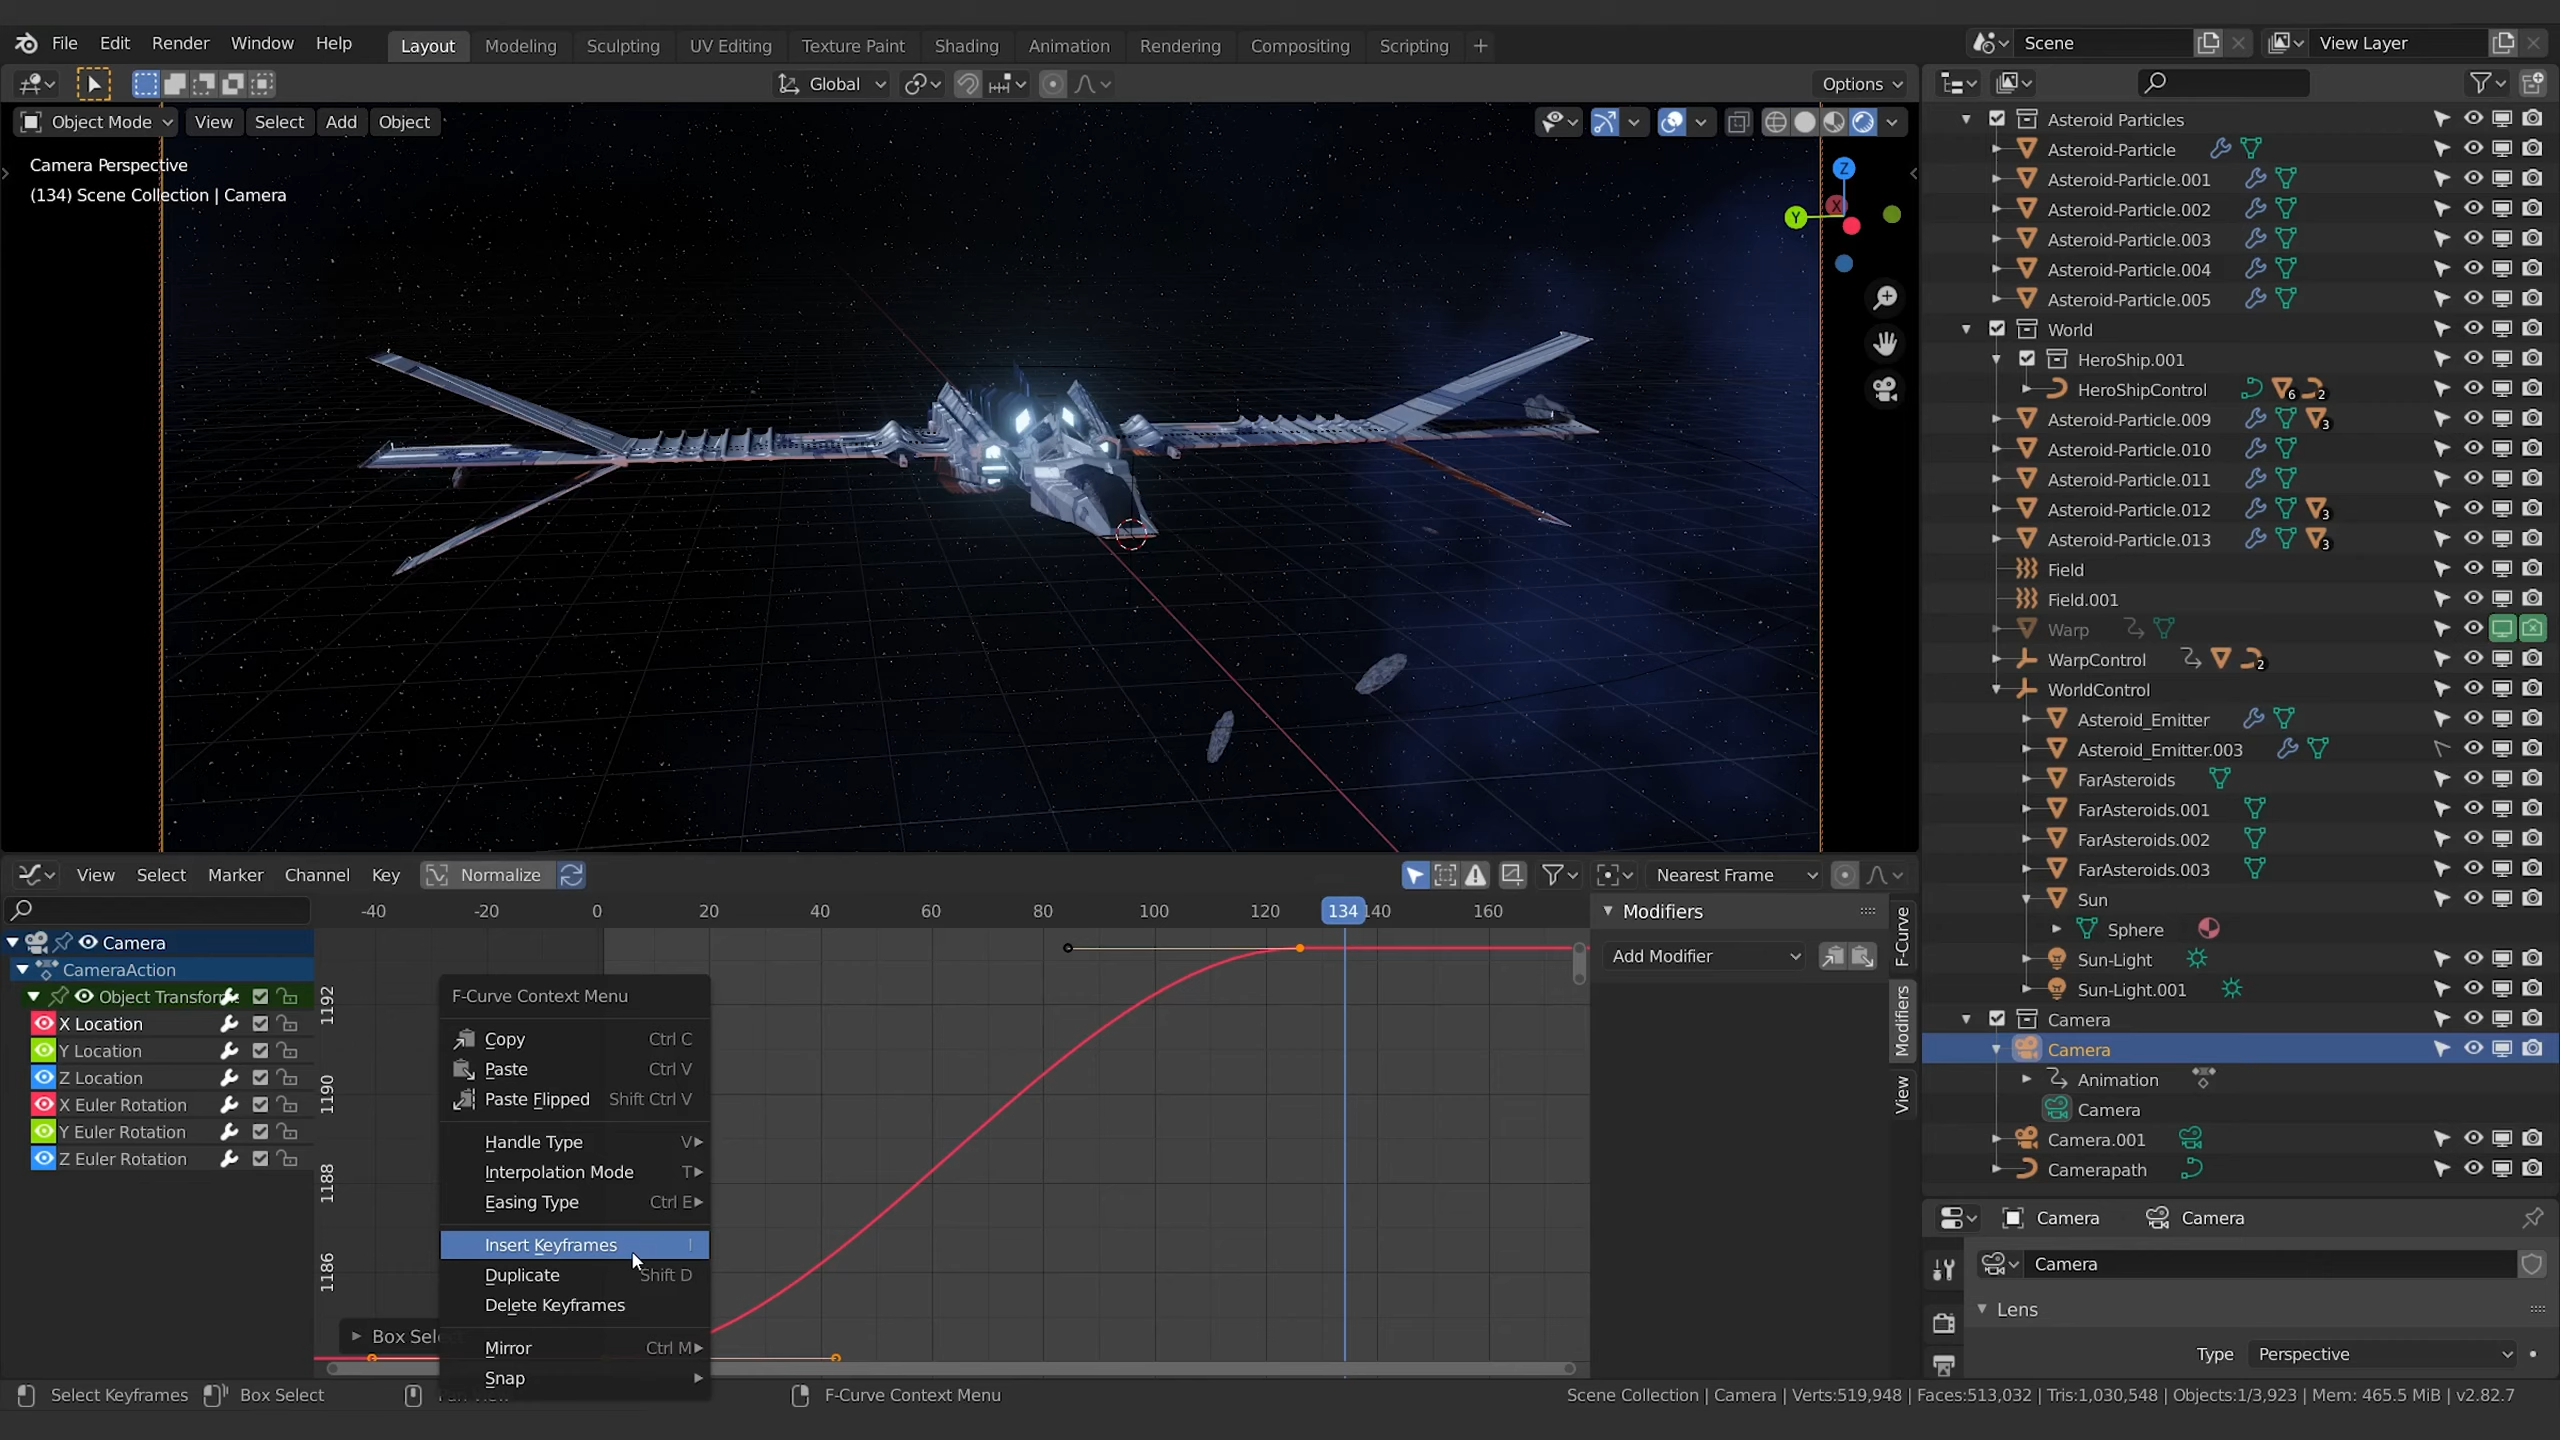 File Edit Render Window Help Layout Modeling Sculpting UV Editing Texture Paint Shading Animation Rendering Compositing Scripting + Scene View Layer
Global Options
Object Mode View Select Add Object
Camera Perspective
(134) Scene Collection | Camera
Z
Y
X
Asteroid Particles
Asteroid-Particle
Asteroid-Particle.001
Asteroid-Particle.002
Asteroid-Particle.003
Asteroid-Particle.004
Asteroid-Particle.005
World
HeroShip.001
HeroShipControl 6 2
Asteroid-Particle.009 3
Asteroid-Particle.010
Asteroid-Particle.011
Asteroid-Particle.012 3
Asteroid-Particle.013 3
Field
Field.001
Warp
WarpControl 2
WorldControl
Asteroid_Emitter
Asteroid_Emitter.003
FarAsteroids
FarAsteroids.001
FarAsteroids.002
FarAsteroids.003
Sun
Sphere
Sun-Light
Sun-Light.001
Camera
Camera
Animation
Camera
Camera.001
Camerapath
View Select Marker Channel Key Normalize Nearest Frame
-40 -20 0 20 40 60 80 100 120 134 140 160
Camera
CameraAction
Object Transform
X Location
Y Location
Z Location
X Euler Rotation
Y Euler Rotation
Z Euler Rotation
1192
1190
1188
1186
F-Curve Context Menu
Copy Ctrl C
Paste Ctrl V
Paste Flipped Shift Ctrl V
Handle Type V
Interpolation Mode T
Easing Type Ctrl E
Insert Keyframes I
Duplicate Shift D
Delete Keyframes
Mirror Ctrl M
Snap
Box Sel
Modifiers
Add Modifier
F-Curve
Modifiers
View
Camera Camera
Camera
Lens
Type Perspective
Select Keyframes Box Select F-Curve Context Menu Scene Collection | Camera | Verts:519,948 | Faces:513,032 | Tris:1,030,548 | Objects:1/3,923 | Mem: 465.5 MiB | v2.82.7